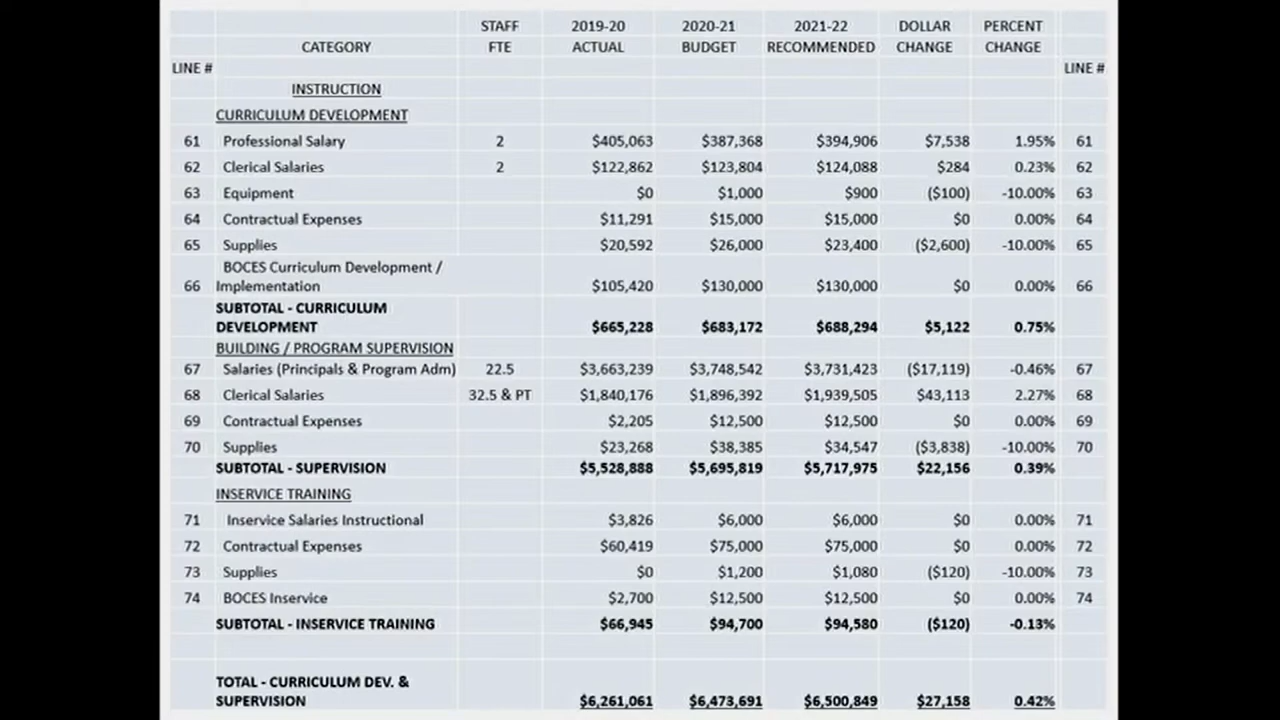 STAFF 2019-20 2020-21 2021-22 DOLLAR PERCENT
CATEGORY FTE ACTUAL BUDGET RECOMMENDED CHANGE CHANGE
LINE # LINE #
INSTRUCTION
CURRICULUM DEVELOPMENT
61 Professional Salary 2 $405,063 $387,368 $394,906 $7,538 1.95% 61
62 Clerical Salaries 2 $122,862 $123,804 $124,088 $284 0.23% 62
63 Equipment $0 $1,000 $900 ($100) -10.00% 63
64 Contractual Expenses $11,291 $15,000 $15,000 $0 0.00% 64
65 Supplies $20,592 $26,000 $23,400 ($2,600) -10.00% 65
BOCES Curriculum Development /
66 Implementation $105,420 $130,000 $130,000 $0 0.00% 66
SUBTOTAL - CURRICULUM
DEVELOPMENT $665,228 $683,172 $688,294 $5,122 0.75%
BUILDING / PROGRAM SUPERVISION
67 Salaries (Principals & Program Adm) 22.5 $3,663,239 $3,748,542 $3,731,423 ($17,119) -0.46% 67
68 Clerical Salaries 32.5 & PT $1,840,176 $1,896,392 $1,939,505 $43,113 2.27% 68
69 Contractual Expenses $2,205 $12,500 $12,500 $0 0.00% 69
70 Supplies $23,268 $38,385 $34,547 ($3,838) -10.00% 70
SUBTOTAL - SUPERVISION $5,528,888 $5,695,819 $5,717,975 $22,156 0.39%
INSERVICE TRAINING
71 Inservice Salaries Instructional $3,826 $6,000 $6,000 $0 0.00% 71
72 Contractual Expenses $60,419 $75,000 $75,000 $0 0.00% 72
73 Supplies $0 $1,200 $1,080 ($120) -10.00% 73
74 BOCES Inservice $2,700 $12,500 $12,500 $0 0.00% 74
SUBTOTAL - INSERVICE TRAINING $66,945 $94,700 $94,580 ($120) -0.13%
TOTAL - CURRICULUM DEV. &
SUPERVISION $6,261,061 $6,473,691 $6,500,849 $27,158 0.42%